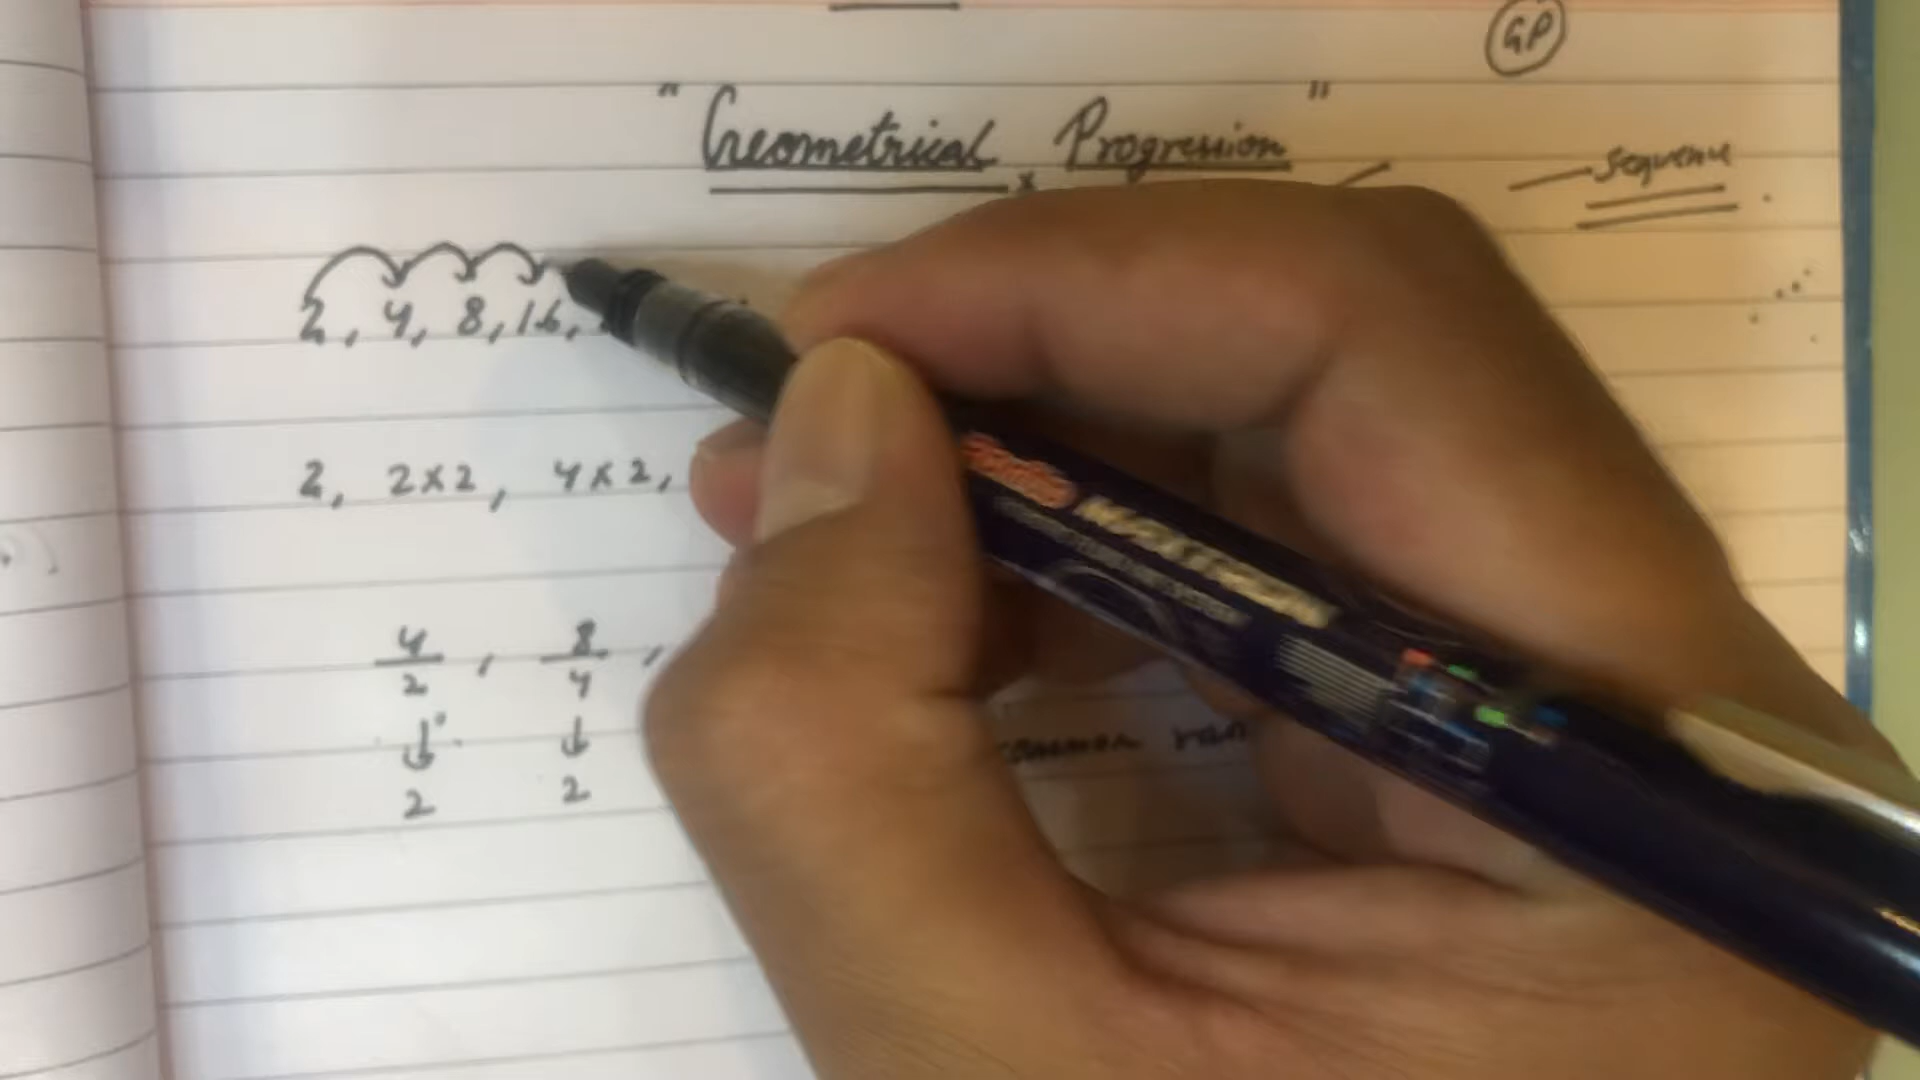 GP
" Geometrical Progression "
— sequence
2, 4, 8, 16,
2, 2×2, 4×2,
4/2, 8/4,
↓ ↓
2 2
common